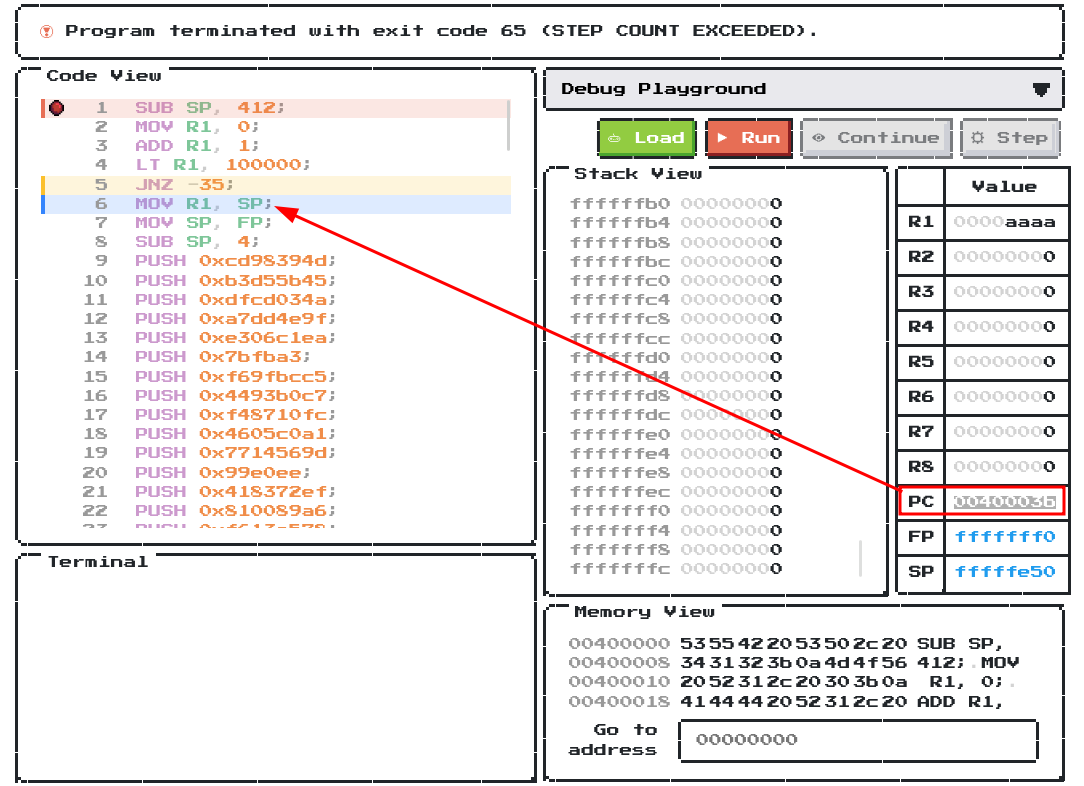 Program terminated with exit code 65 (STEP COUNT EXCEEDED).
Code View
1 SUB SP, 412;
2 MOV R1, 0;
3 ADD R1, 1;
4 LT R1, 100000;
5 JNZ -35;
6 MOV R1, SP;
7 MOV SP, FP;
8 SUB SP, 4;
9 PUSH 0xcd98394d;
10 PUSH 0xb3d55b45;
11 PUSH 0xdfcd034a;
12 PUSH 0xa7dd4e9f;
13 PUSH 0xe306c1ea;
14 PUSH 0x7bfba3;
15 PUSH 0xf69fbcc5;
16 PUSH 0x4493b0c7;
17 PUSH 0xf48710fc;
18 PUSH 0x4605c0a1;
19 PUSH 0x7714569d;
20 PUSH 0x99e0ee;
21 PUSH 0x418372ef;
22 PUSH 0x810089a6;
Terminal
Debug Playground
Load
Run
Continue
Step
Stack View
ffffffb0 00000000
ffffffb4 00000000
ffffffb8 00000000
ffffffbc 00000000
ffffffc0 00000000
ffffffc4 00000000
ffffffc8 00000000
ffffffcc 00000000
ffffffd0 00000000
ffffffd4 00000000
ffffffd8 00000000
ffffffdc 00000000
ffffffe0 00000000
ffffffe4 00000000
ffffffe8 00000000
ffffffec 00000000
fffffff0 00000000
fffffff4 00000000
fffffff8 00000000
fffffffc 00000000
Value
R1 0000aaaa
R2 00000000
R3 00000000
R4 00000000
R5 00000000
R6 00000000
R7 00000000
R8 00000000
PC 0040003b
FP fffffff0
SP fffffe50
Memory View
00400000 5355422053502c20 SUB SP,
00400008 3431323b0a4d4f56 412;.MOV
00400010 2052312c20303b0a R1, 0;.
00400018 4144442052312c20 ADD R1,
Go to
address
00000000